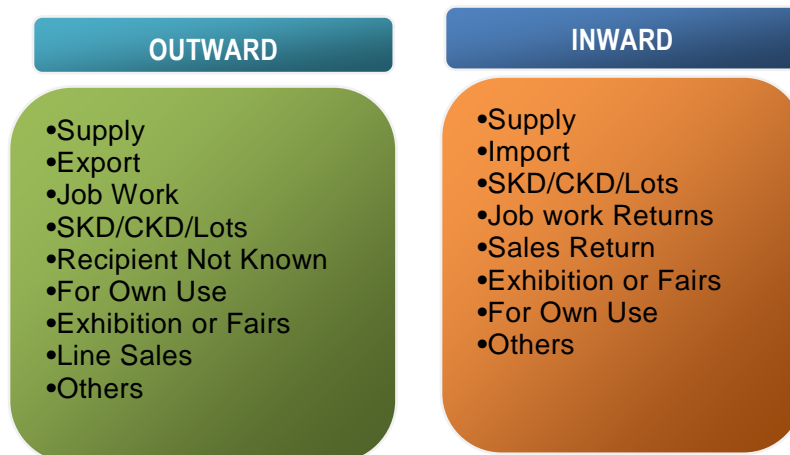 OUTWARD
•Supply
•Export
•Job Work
•SKD/CKD/Lots
•Recipient Not Known
•For Own Use
•Exhibition or Fairs
•Line Sales
•Others
INWARD
•Supply
•Import
•SKD/CKD/Lots
•Job work Returns
•Sales Return
•Exhibition or Fairs
•For Own Use
•Others